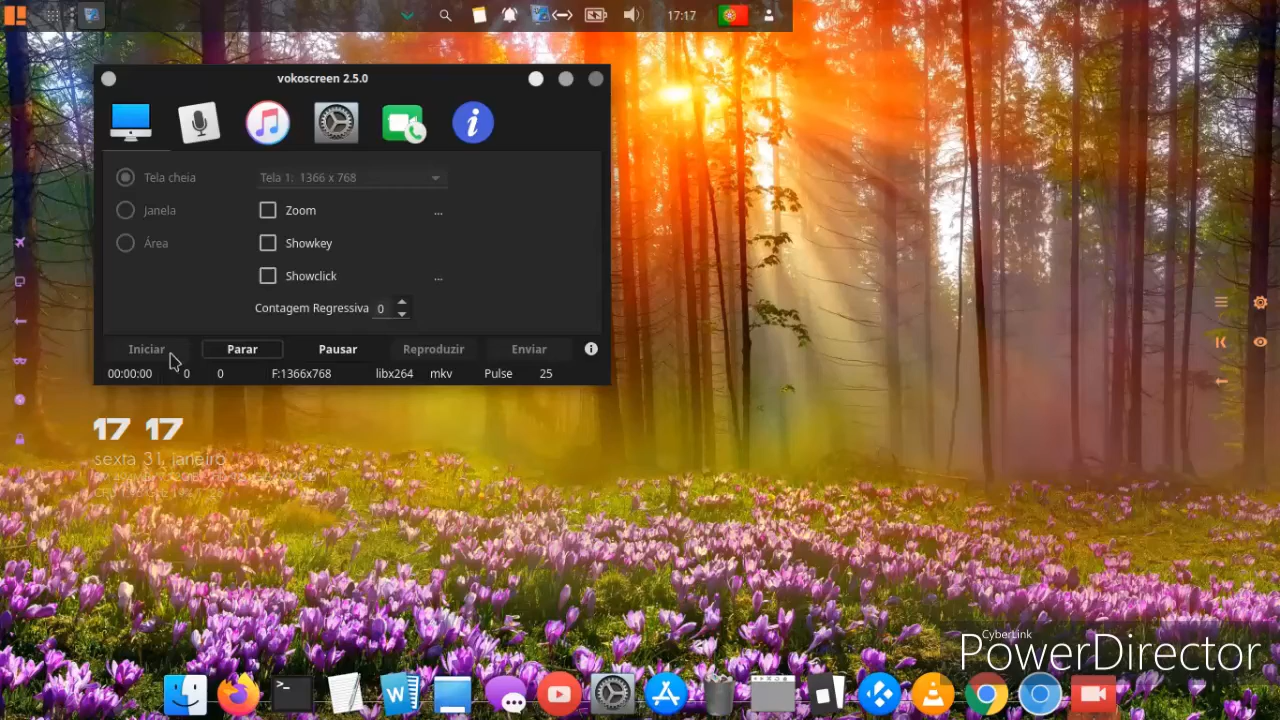 17:17
vokoscreen 2.5.0
Tela cheia
Tela 1: 1366 x 768
Janela
Zoom
...
Área
Showkey
Showclick
...
Contagem Regressiva 0
Iniciar Parar Pausar Reproduzir Enviar
00:00:00 0 0 F:1366x768 libx264 mkv Pulse 25
17 17
sexta 31, janeiro
CyberLink
PowerDirector